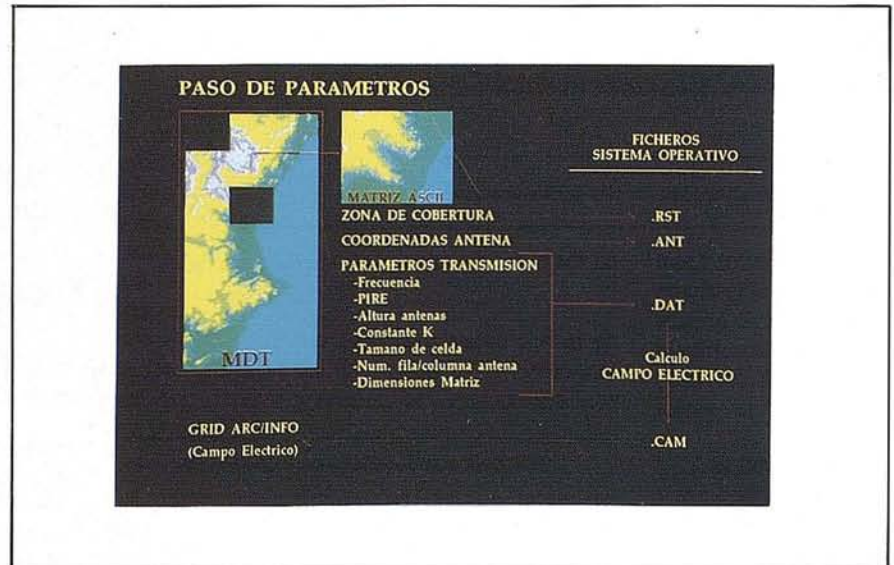 PASO DE PARAMETROS
FICHEROS
SISTEMA OPERATIVO
MATRIZ ASCII
ZONA DE COBERTURA
.RST
COORDENADAS ANTENA
.ANT
PARAMETROS TRANSMISION
-Frecuencia
-PIRE
-Altura antenas
-Constante K
-Tamano de celda
-Num. fila/columna antena
-Dimensiones Matriz
.DAT
MDT
Calculo
CAMPO ELECTRICO
GRID ARC/INFO
(Campo Electrico)
.CAM